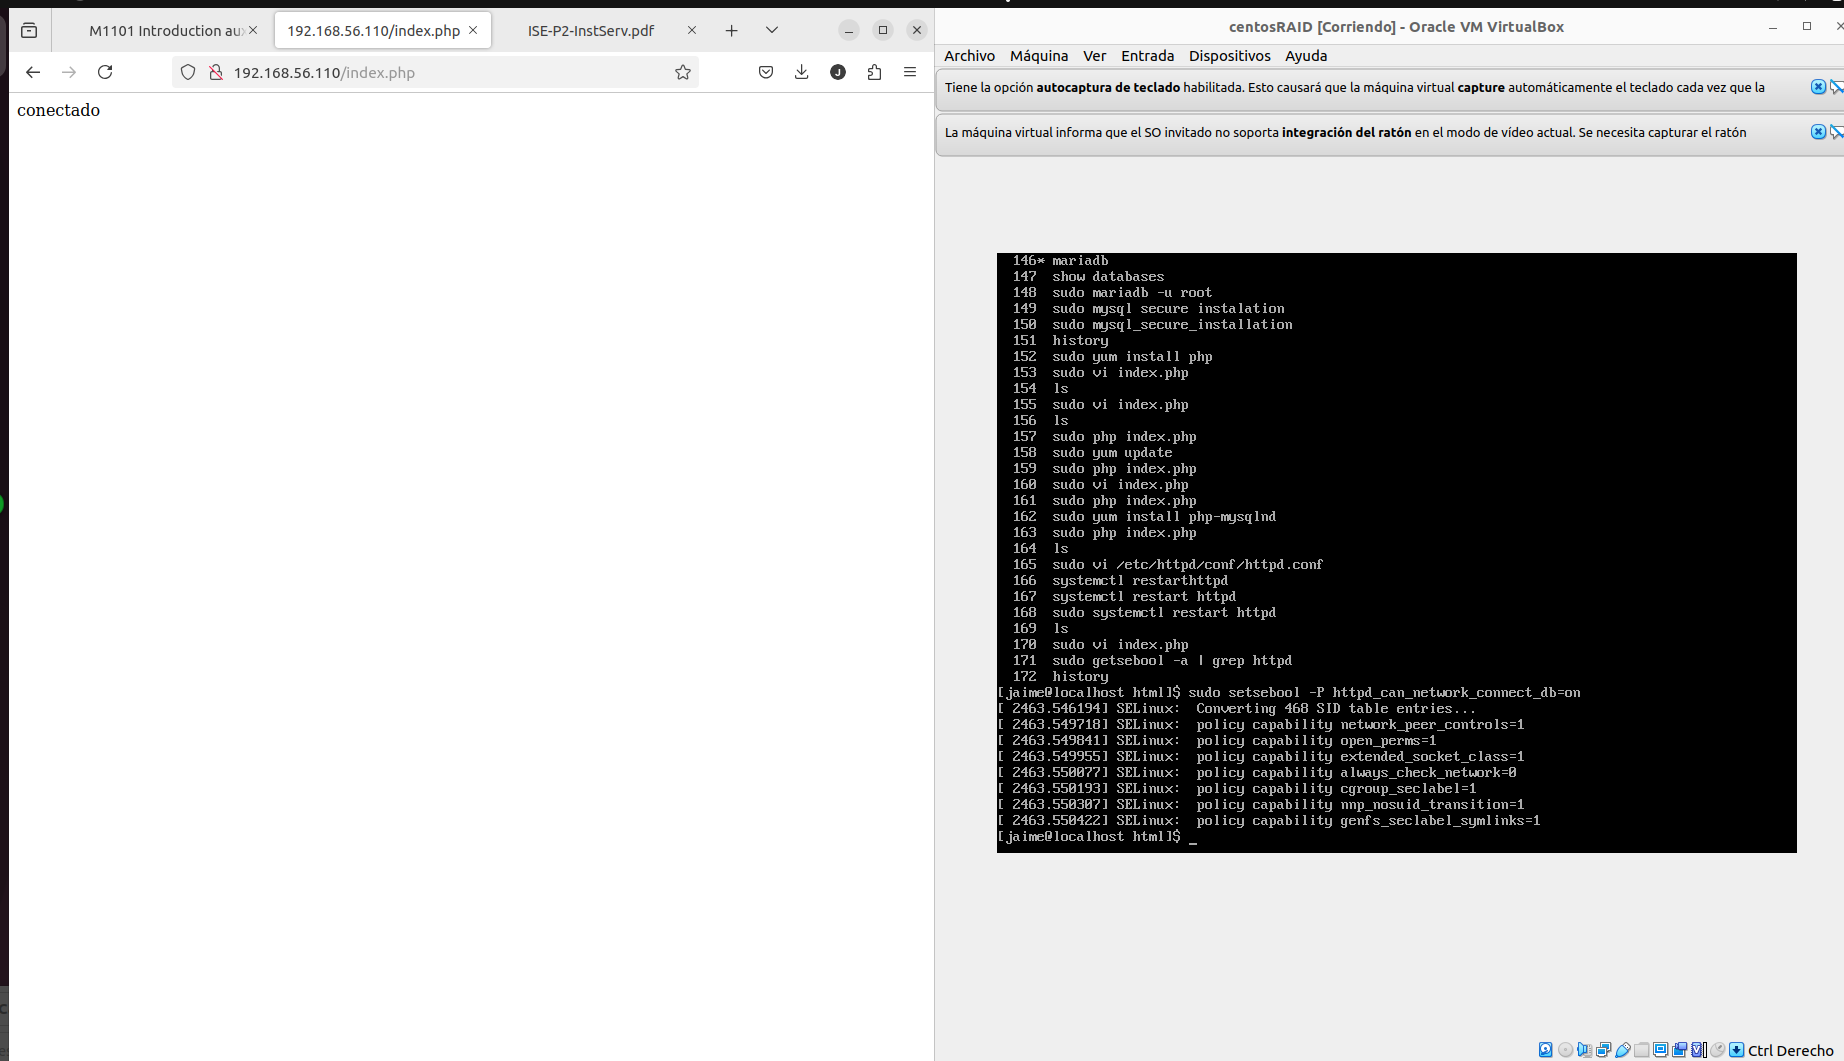 M1101 Introduction au
192.168.56.110/index.php
ISE-P2-InstServ.pdf
192.168.56.110/index.php
J
conectado
centosRAID [Corriendo] - Oracle VM VirtualBox
Archivo Máquina Ver Entrada Dispositivos Ayuda
Tiene la opción autocaptura de teclado habilitada. Esto causará que la máquina virtual capture automáticamente el teclado cada vez que la
La máquina virtual informa que el SO invitado no soporta integración del ratón en el modo de vídeo actual. Se necesita capturar el ratón
146* mariadb
147 show databases
148 sudo mariadb -u root
149 sudo mysql secure instalation
150 sudo mysql_secure_installation
151 history
152 sudo yum install php
153 sudo vi index.php
154 ls
155 sudo vi index.php
156 ls
157 sudo php index.php
158 sudo yum update
159 sudo php index.php
160 sudo vi index.php
161 sudo php index.php
162 sudo yum install php-mysqlnd
163 sudo php index.php
164 ls
165 sudo vi /etc/httpd/conf/httpd.conf
166 systemctl restarthttpd
167 systemctl restart httpd
168 sudo systemctl restart httpd
169 ls
170 sudo vi index.php
171 sudo getsebool -a | grep httpd
172 history
[jaime@localhost html]$ sudo setsebool -P httpd_can_network_connect_db=on
[ 2463.546194] SELinux:  Converting 468 SID table entries...
[ 2463.549718] SELinux:  policy capability network_peer_controls=1
[ 2463.549841] SELinux:  policy capability open_perms=1
[ 2463.549955] SELinux:  policy capability extended_socket_class=1
[ 2463.550077] SELinux:  policy capability always_check_network=0
[ 2463.550193] SELinux:  policy capability cgroup_seclabel=1
[ 2463.550307] SELinux:  policy capability nnp_nosuid_transition=1
[ 2463.550422] SELinux:  policy capability genfs_seclabel_symlinks=1
[jaime@localhost html]$ _
Ctrl Derecho